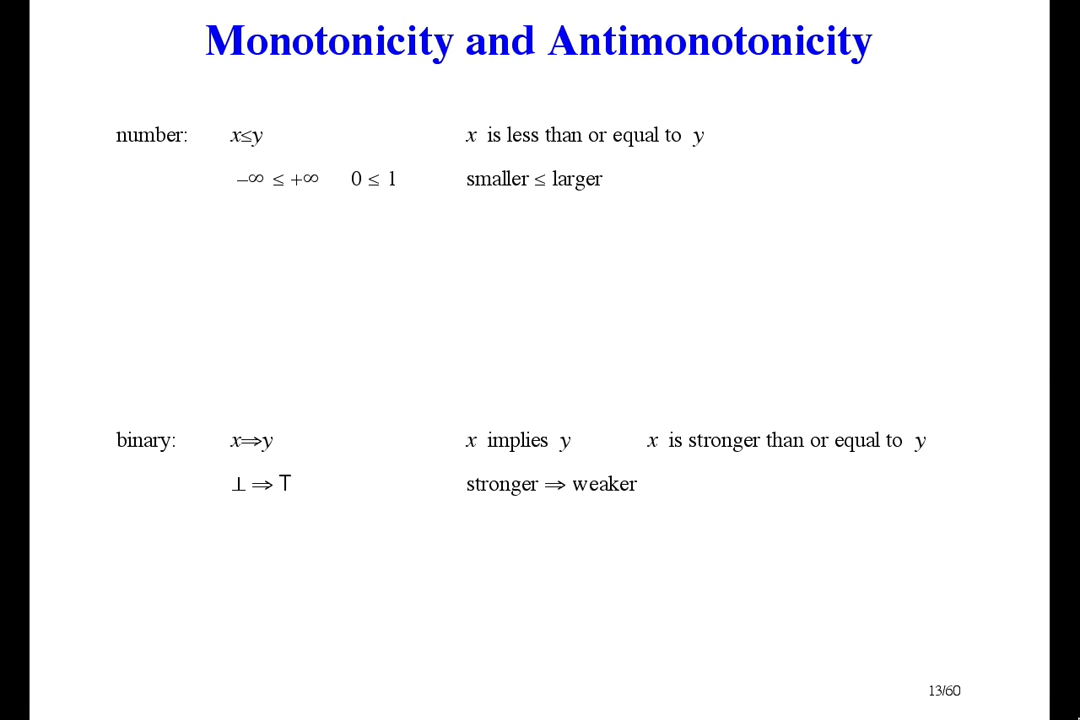 Monotonicity and Antimonotonicity
number: x≤y x is less than or equal to y
–∞ ≤ +∞ 0 ≤ 1 smaller ≤ larger
binary: x⇒y x implies y x is stronger than or equal to y
⊥ ⇒ ⊤ stronger ⇒ weaker
13/60